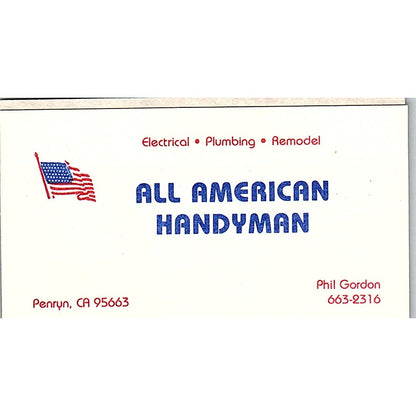 Electrical • Plumbing • Remodel
ALL AMERICAN
HANDYMAN
Phil Gordon
Penryn, CA 95663
663-2316